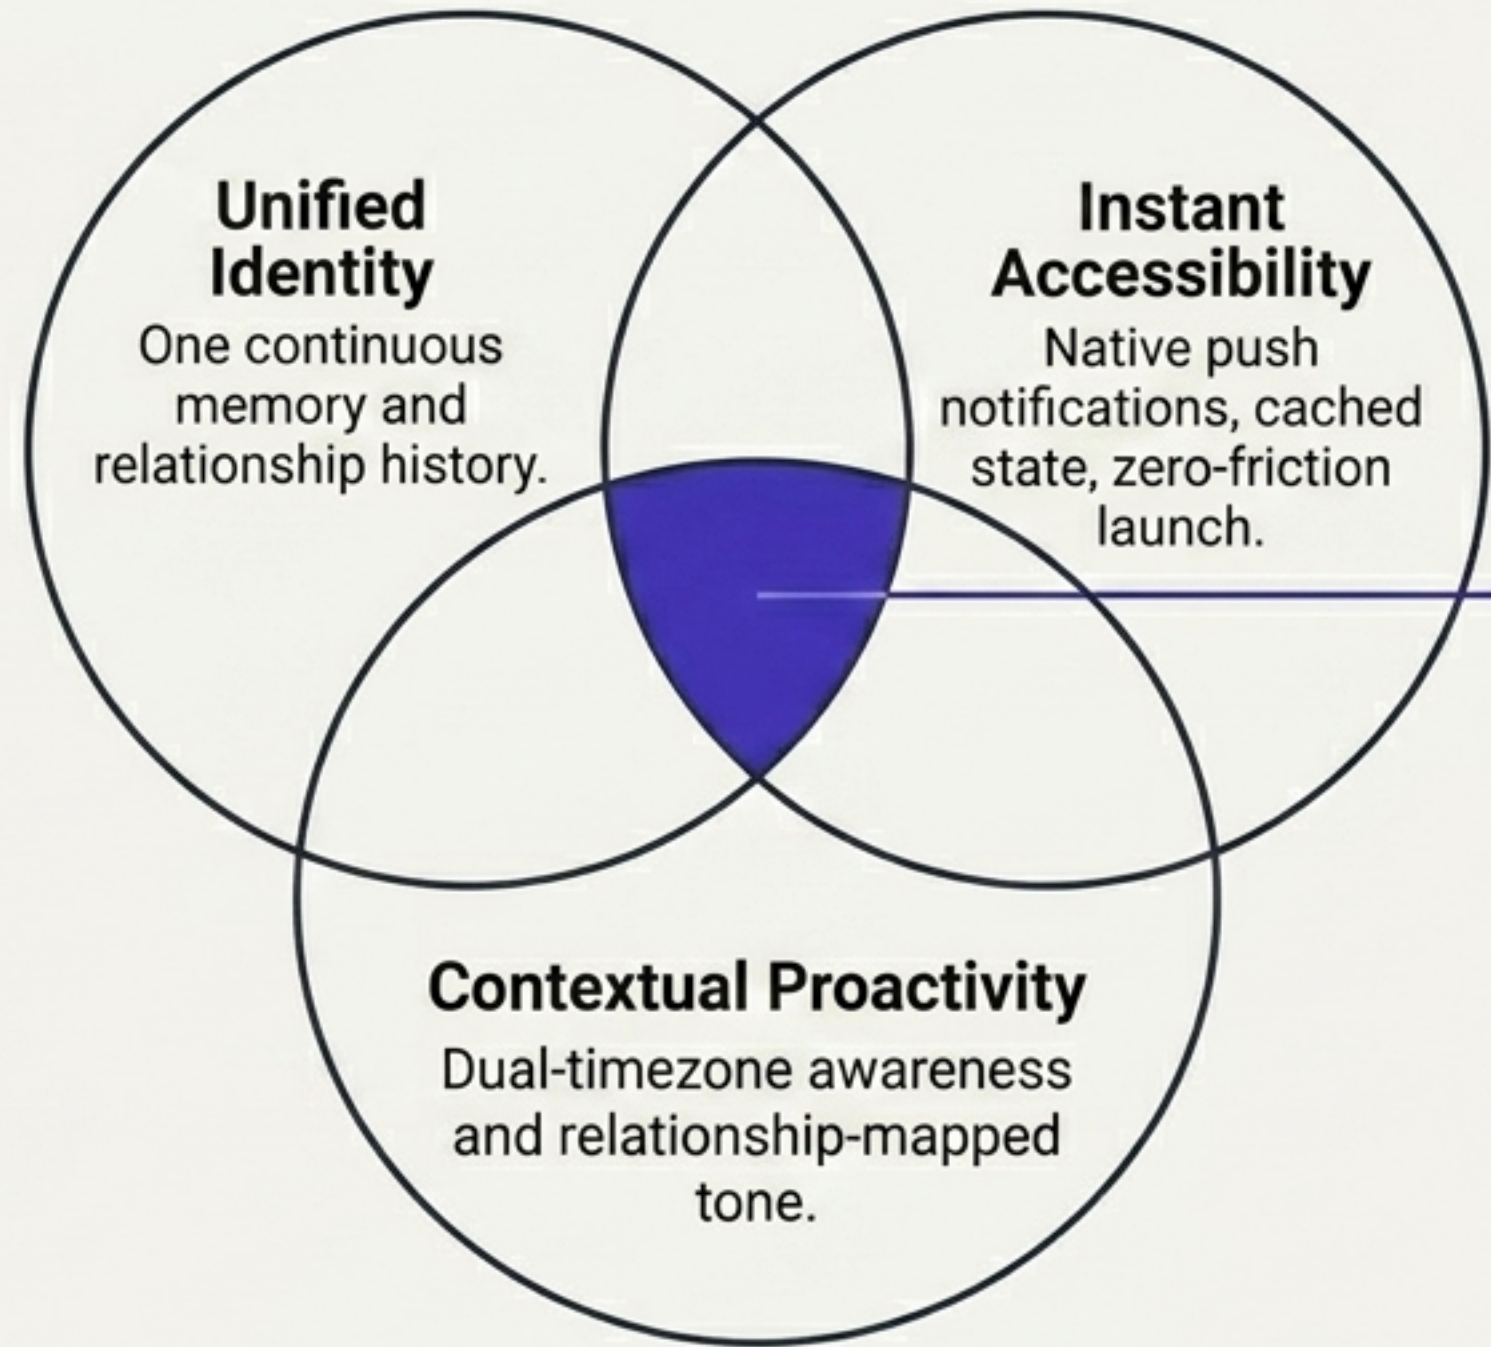 Unified
Identity
One continuous
memory and
relationship history.
Instant
Accessibility
Native push
notifications, cached
state, zero-friction
launch.
Contextual Proactivity
Dual-timezone awareness
and relationship-mapped
tone.